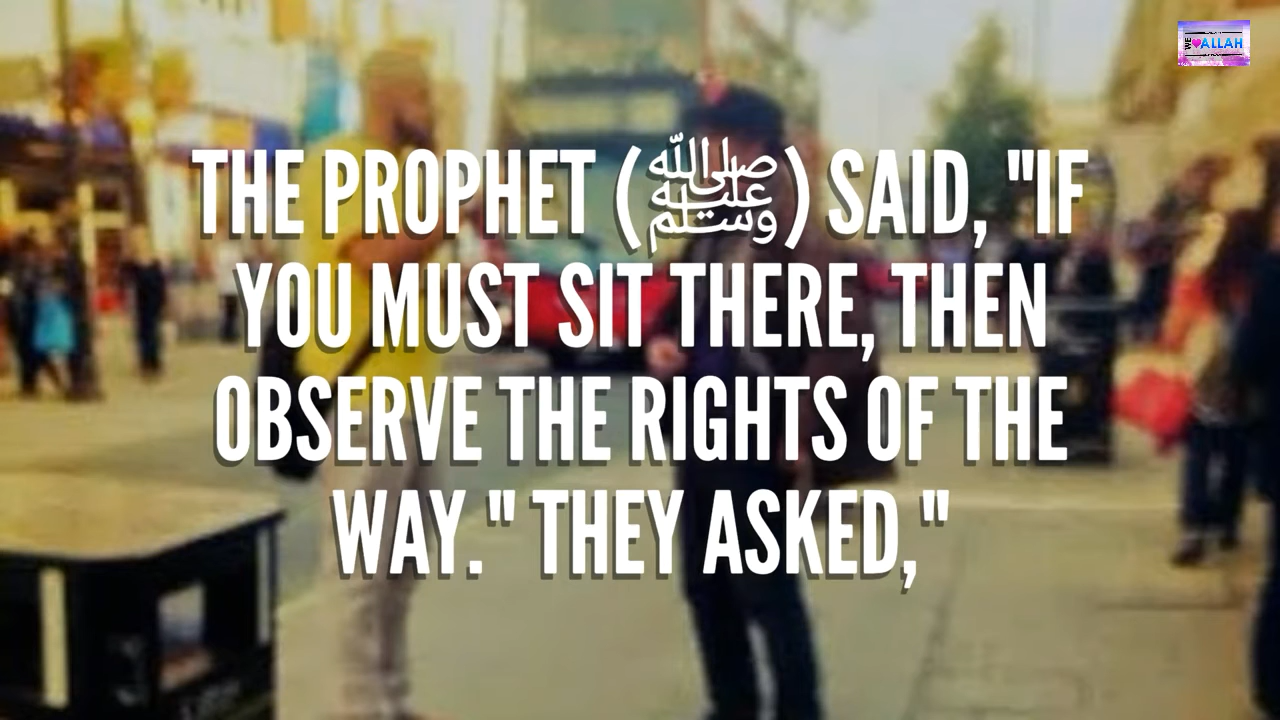 WE ♥ ALLAH
THE PROPHET (ﷺ) SAID, "IF
YOU MUST SIT THERE, THEN
OBSERVE THE RIGHTS OF THE
WAY." THEY ASKED,"